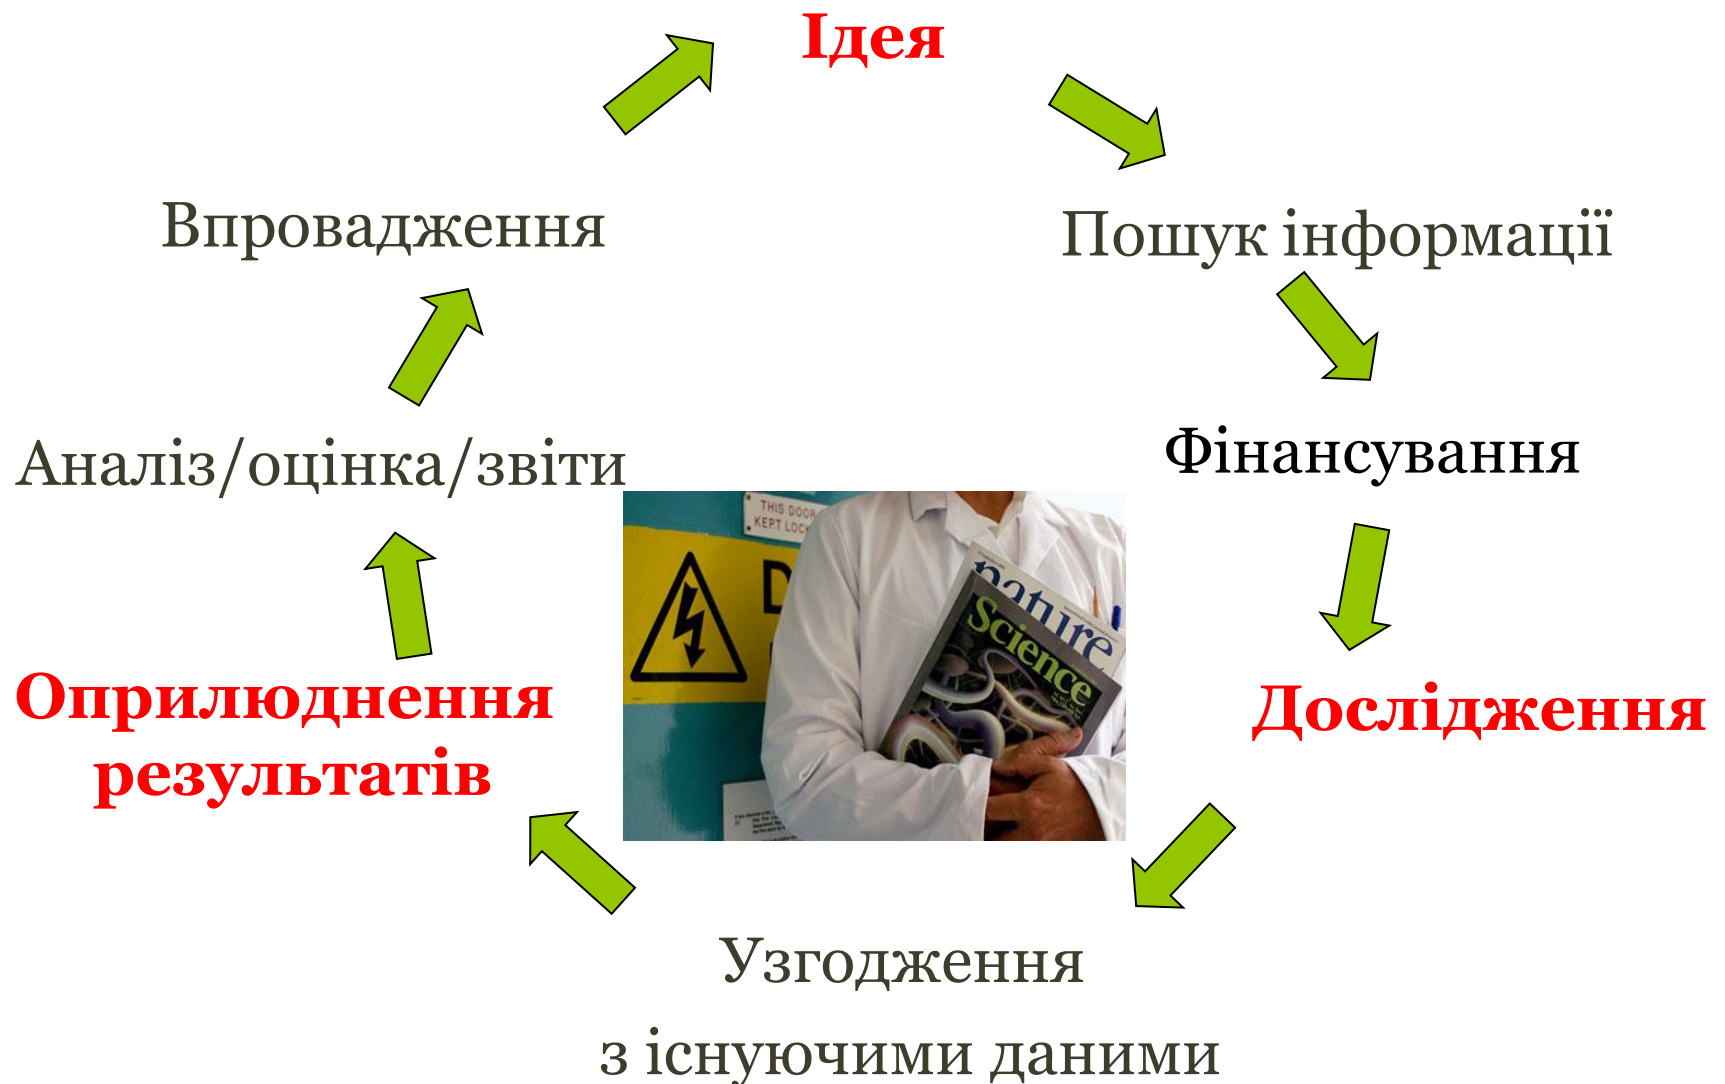 Ідея
Впровадження
Пошук інформації
Аналіз/оцінка/звіти
Фінансування
THIS DOOR
KEPT LOC
D
nature
Science
Оприлюднення
результатів
Дослідження
Узгодження
з існуючими даними